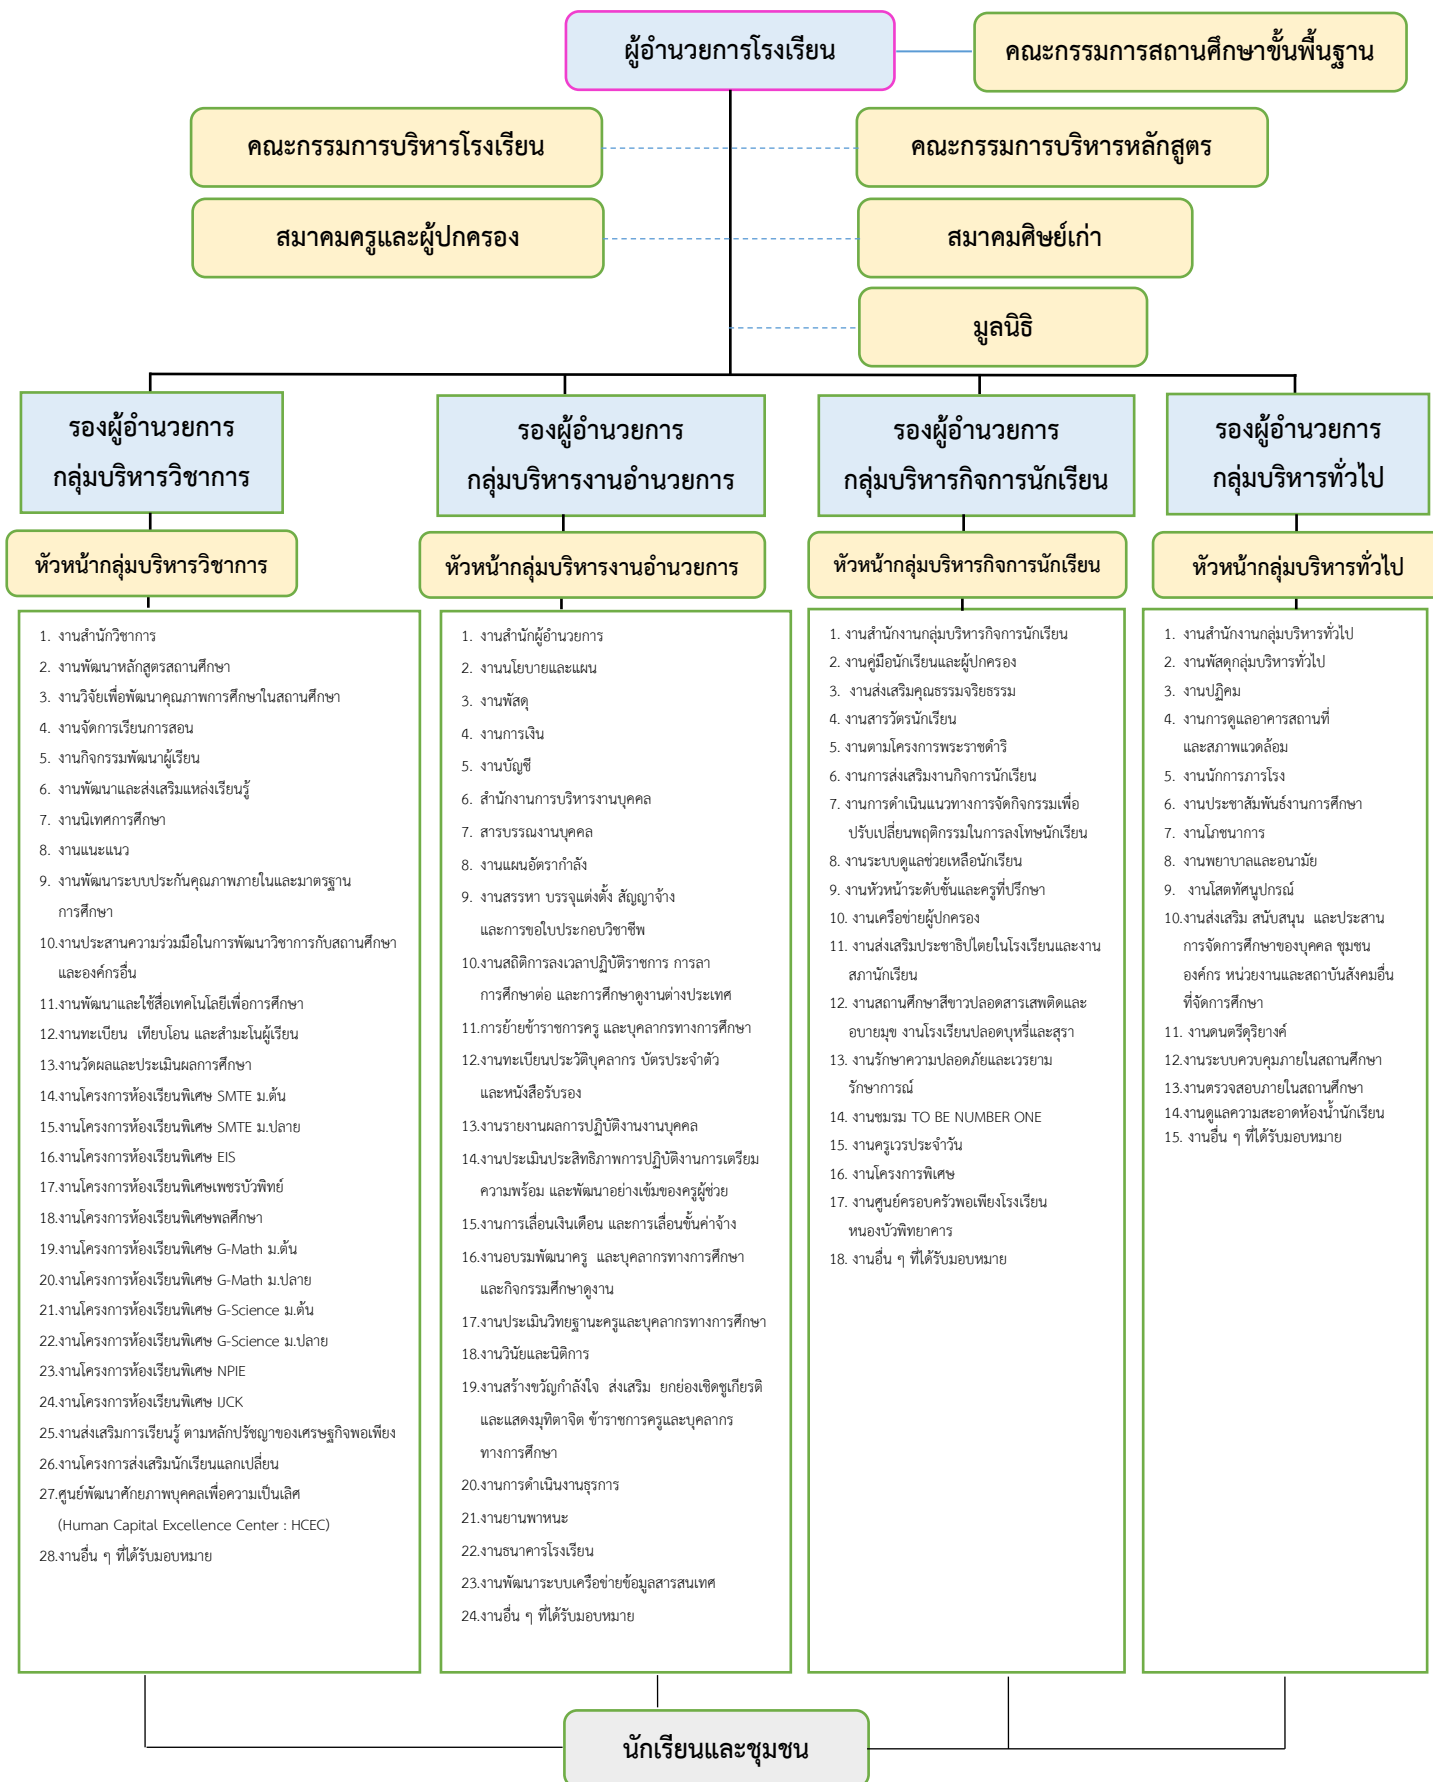 ผู้อำนวยการโรงเรียน
คณะกรรมการสถานศึกษาขั้นพื้นฐาน
คณะกรรมการบริหารโรงเรียน
คณะกรรมการบริหารหลักสูตร
สมาคมครูและผู้ปกครอง
สมาคมศิษย์เก่า
มูลนิธิ
รองผู้อำนวยการ
กลุ่มบริหารวิชาการ
รองผู้อำนวยการ
กลุ่มบริหารงานอำนวยการ
รองผู้อำนวยการ
กลุ่มบริหารกิจการนักเรียน
รองผู้อำนวยการ
กลุ่มบริหารทั่วไป
หัวหน้ากลุ่มบริหารวิชาการ
หัวหน้ากลุ่มบริหารงานอำนวยการ
หัวหน้ากลุ่มบริหารกิจการนักเรียน
หัวหน้ากลุ่มบริหารทั่วไป
1. งานสำนักวิชาการ
2. งานพัฒนาหลักสูตรสถานศึกษา
3. งานวิจัยเพื่อพัฒนาคุณภาพการศึกษาในสถานศึกษา
4. งานจัดการเรียนการสอน
5. งานกิจกรรมพัฒนาผู้เรียน
6. งานพัฒนาและส่งเสริมแหล่งเรียนรู้
7. งานนิเทศการศึกษา
8. งานแนะแนว
9. งานพัฒนาระบบประกันคุณภาพภายในและมาตรฐาน
การศึกษา
10.งานประสานความร่วมมือในการพัฒนาวิชาการกับสถานศึกษา
และองค์กรอื่น
11.งานพัฒนาและใช้สื่อเทคโนโลยีเพื่อการศึกษา
12.งานทะเบียน เทียบโอน และสำมะโนผู้เรียน
13.งานวัดผลและประเมินผลการศึกษา
14.งานโครงการห้องเรียนพิเศษ SMTE ม.ต้น
15.งานโครงการห้องเรียนพิเศษ SMTE ม.ปลาย
16.งานโครงการห้องเรียนพิเศษ EIS
17.งานโครงการห้องเรียนพิเศษเพชรบัวพิทย์
18.งานโครงการห้องเรียนพิเศษพลศึกษา
19.งานโครงการห้องเรียนพิเศษ G-Math ม.ต้น
20.งานโครงการห้องเรียนพิเศษ G-Math ม.ปลาย
21.งานโครงการห้องเรียนพิเศษ G-Science ม.ต้น
22.งานโครงการห้องเรียนพิเศษ G-Science ม.ปลาย
23.งานโครงการห้องเรียนพิเศษ NPIE
24.งานโครงการห้องเรียนพิเศษ IJCK
25.งานส่งเสริมการเรียนรู้ ตามหลักปรัชญาของเศรษฐกิจพอเพียง
26.งานโครงการส่งเสริมนักเรียนแลกเปลี่ยน
27.ศูนย์พัฒนาศักยภาพบุคคลเพื่อความเป็นเลิศ
(Human Capital Excellence Center : HCEC)
28.งานอื่น ๆ ที่ได้รับมอบหมาย
1. งานสำนักผู้อำนวยการ
2. งานนโยบายและแผน
3. งานพัสดุ
4. งานการเงิน
5. งานบัญชี
6. สำนักงานการบริหารงานบุคคล
7. สารบรรณงานบุคคล
8. งานแผนอัตรากำลัง
9. งานสรรหา บรรจุแต่งตั้ง สัญญาจ้าง
และการขอใบประกอบวิชาชีพ
10.งานสถิติการลงเวลาปฏิบัติราชการ การลา
การศึกษาต่อ และการศึกษาดูงานต่างประเทศ
11.การย้ายข้าราชการครู และบุคลากรทางการศึกษา
12.งานทะเบียนประวัติบุคลากร บัตรประจำตัว
และหนังสือรับรอง
13.งานรายงานผลการปฏิบัติงานงานบุคคล
14.งานประเมินประสิทธิภาพการปฏิบัติงานการเตรียม
ความพร้อม และพัฒนาอย่างเข้มของครูผู้ช่วย
15.งานการเลื่อนเงินเดือน และการเลื่อนขั้นค่าจ้าง
16.งานอบรมพัฒนาครู และบุคลากรทางการศึกษา
และกิจกรรมศึกษาดูงาน
17.งานประเมินวิทยฐานะครูและบุคลากรทางการศึกษา
18.งานวินัยและนิติการ
19.งานสร้างขวัญกำลังใจ ส่งเสริม ยกย่องเชิดชูเกียรติ
และแสดงมุทิตาจิต ข้าราชการครูและบุคลากร
ทางการศึกษา
20.งานการดำเนินงานธุรการ
21.งานยานพาหนะ
22.งานธนาคารโรงเรียน
23.งานพัฒนาระบบเครือข่ายข้อมูลสารสนเทศ
24.งานอื่น ๆ ที่ได้รับมอบหมาย
1. งานสำนักงานกลุ่มบริหารกิจการนักเรียน
2. งานคู่มือนักเรียนและผู้ปกครอง
3. งานส่งเสริมคุณธรรมจริยธรรม
4. งานสารวัตรนักเรียน
5. งานตามโครงการพระราชดำริ
6. งานการส่งเสริมงานกิจการนักเรียน
7. งานการดำเนินแนวทางการจัดกิจกรรมเพื่อ
ปรับเปลี่ยนพฤติกรรมในการลงโทษนักเรียน
8. งานระบบดูแลช่วยเหลือนักเรียน
9. งานหัวหน้าระดับชั้นและครูที่ปรึกษา
10. งานเครือข่ายผู้ปกครอง
11. งานส่งเสริมประชาธิปไตยในโรงเรียนและงาน
สภานักเรียน
12. งานสถานศึกษาสีขาวปลอดสารเสพติดและ
อบายมุข งานโรงเรียนปลอดบุหรี่และสุรา
13. งานรักษาความปลอดภัยและเวรยาม
รักษาการณ์
14. งานชมรม TO BE NUMBER ONE
15. งานครูเวรประจำวัน
16. งานโครงการพิเศษ
17. งานศูนย์ครอบครัวพอเพียงโรงเรียน
หนองบัวพิทยาคาร
18. งานอื่น ๆ ที่ได้รับมอบหมาย
1. งานสำนักงานกลุ่มบริหารทั่วไป
2. งานพัสดุกลุ่มบริหารทั่วไป
3. งานปฏิคม
4. งานการดูแลอาคารสถานที่
และสภาพแวดล้อม
5. งานนักการภารโรง
6. งานประชาสัมพันธ์งานการศึกษา
7. งานโภชนาการ
8. งานพยาบาลและอนามัย
9. งานโสตทัศนูปกรณ์
10.งานส่งเสริม สนับสนุน และประสาน
การจัดการศึกษาของบุคคล ชุมชน
องค์กร หน่วยงานและสถาบันสังคมอื่น
ที่จัดการศึกษา
11. งานดนตรีดุริยางค์
12.งานระบบควบคุมภายในสถานศึกษา
13.งานตรวจสอบภายในสถานศึกษา
14.งานดูแลความสะอาดห้องน้ำนักเรียน
15. งานอื่น ๆ ที่ได้รับมอบหมาย
นักเรียนและชุมชน